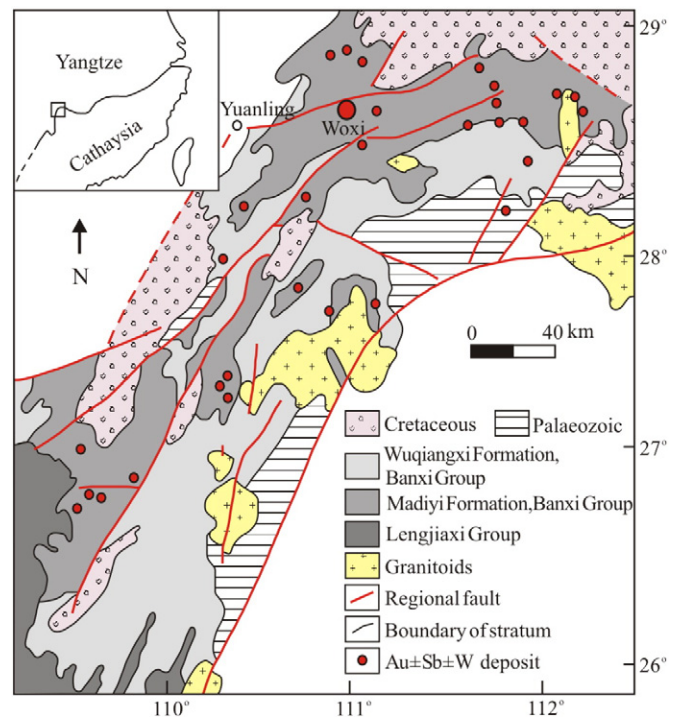 Yangtze
Cathaysia
Yuanling
Woxi
N
29°
28°
0 40 km
Cretaceous Palaeozoic
Wuqiangxi Formation,
Banxi Group
Madiyi Formation,Banxi Group
Lengjiaxi Group
Granitoids
Regional fault
Boundary of stratum
Au±Sb±W deposit
27°
26°
110° 111° 112°